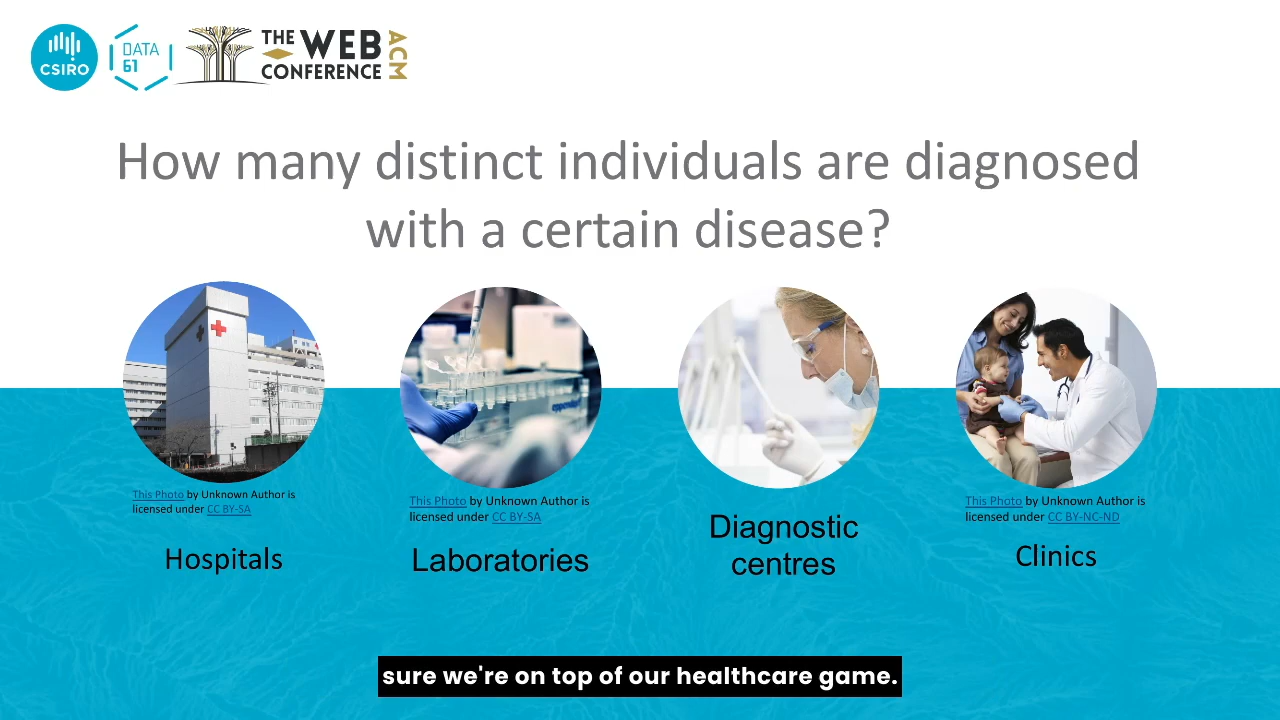 CSIRO
DATA
61
THE WEB
CONFERENCE
ACM
How many distinct individuals are diagnosed
with a certain disease?
This Photo by Unknown Author is
licensed under CC BY-SA
Hospitals
This Photo by Unknown Author is
licensed under CC BY-SA
Laboratories
Diagnostic
centres
This Photo by Unknown Author is
licensed under CC BY-NC-ND
Clinics
sure we're on top of our healthcare game.